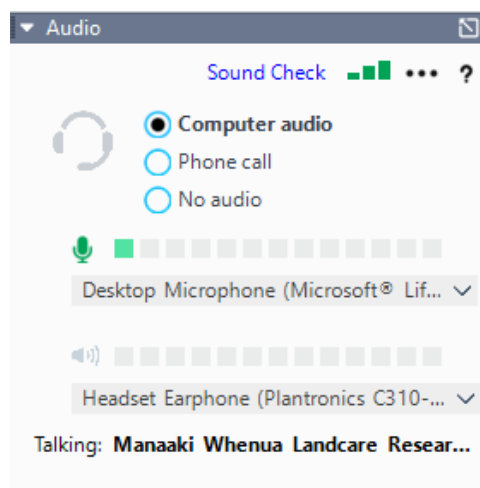 Audio
Sound Check ?
Computer audio
Phone call
No audio
Desktop Microphone (Microsoft® Lif...
Headset Earphone (Plantronics C310-...
Talking: Manaaki Whenua Landcare Resear...